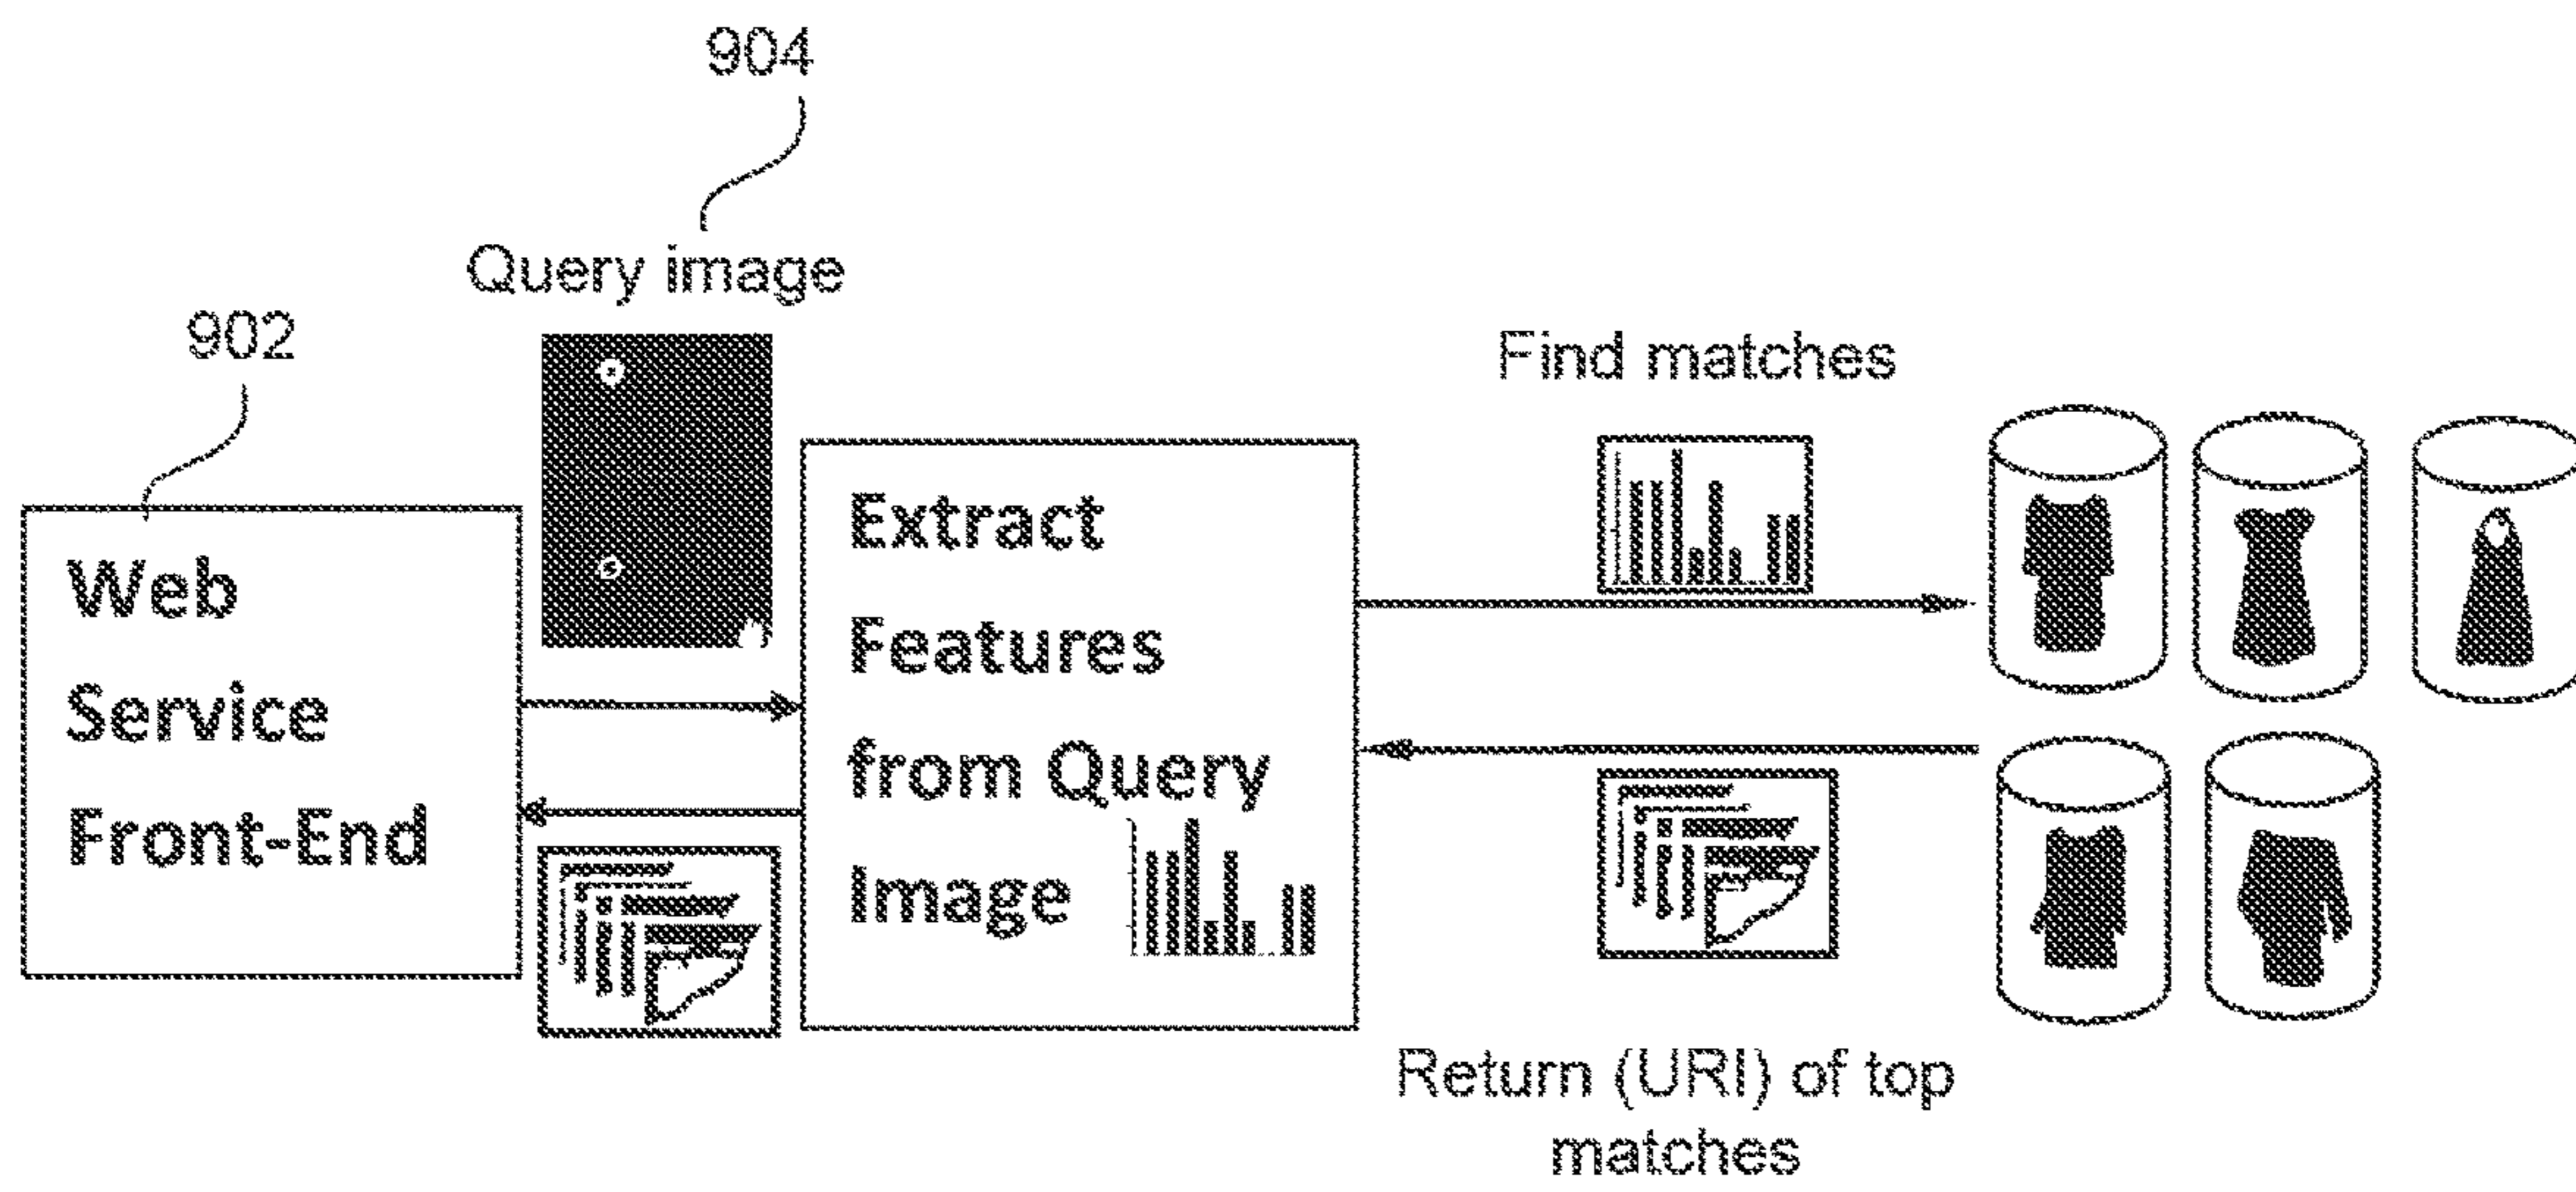 904
Query image
902
Find matches
Web
Service
Front-End
Extract
Features
from Query
Image
Return (URI) of top
matches